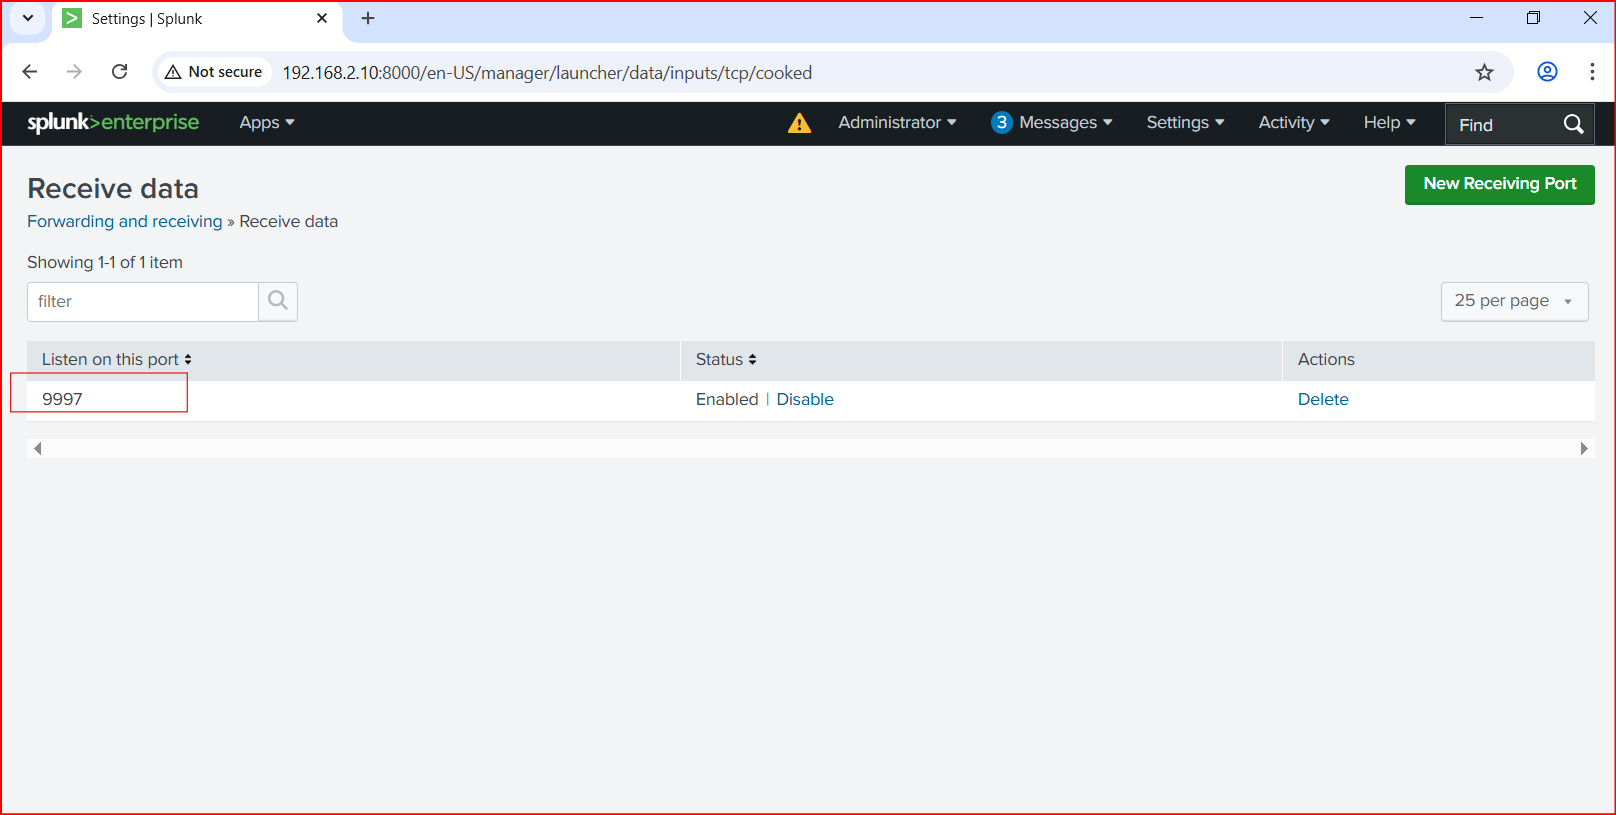 Settings | Splunk
Not secure 192.168.2.10:8000/en-US/manager/launcher/data/inputs/tcp/cooked
splunk>enterprise Apps Administrator 3 Messages Settings Activity Help Find
Receive data New Receiving Port
Forwarding and receiving » Receive data
Showing 1-1 of 1 item
filter 25 per page
Listen on this port Status Actions
9997 Enabled | Disable Delete